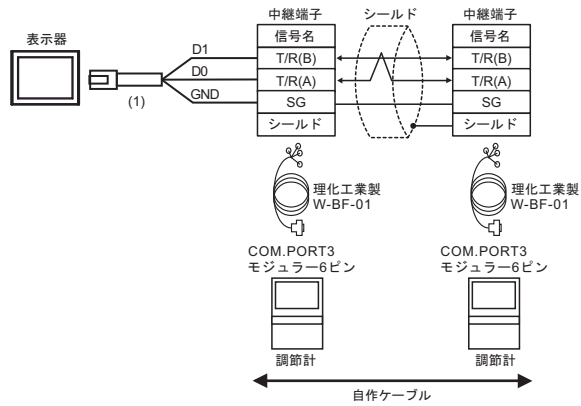 表示器
(1)
D1
D0
GND
中継端子
信号名
T/R(B)
T/R(A)
SG
シールド
シールド
中継端子
信号名
T/R(B)
T/R(A)
SG
シールド
理化工業製
W-BF-01
理化工業製
W-BF-01
COM.PORT3
モジュラー6ピン
COM.PORT3
モジュラー6ピン
調節計
調節計
自作ケーブル